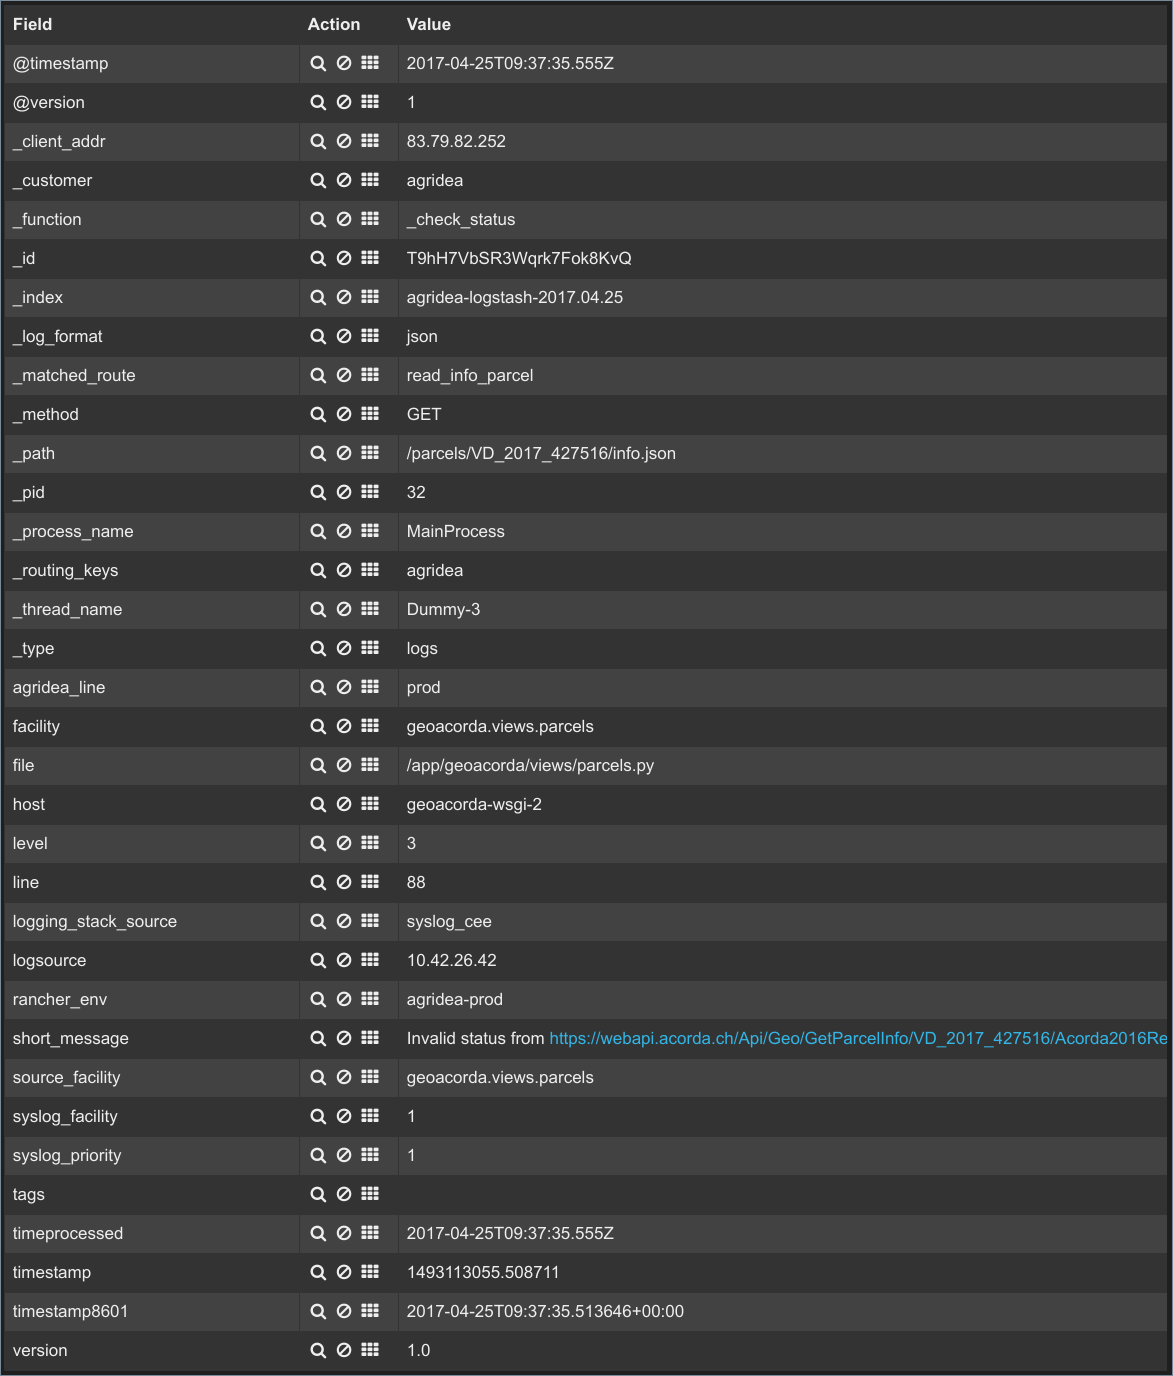 Field Action Value
@timestamp 2017-04-25T09:37:35.555Z
@version 1
_client_addr 83.79.82.252
_customer agridea
_function _check_status
_id T9hH7VbSR3Wqrk7Fok8KvQ
_index agridea-logstash-2017.04.25
_log_format json
_matched_route read_info_parcel
_method GET
_path /parcels/VD_2017_427516/info.json
_pid 32
_process_name MainProcess
_routing_keys agridea
_thread_name Dummy-3
_type logs
agridea_line prod
facility geoacorda.views.parcels
file /app/geoacorda/views/parcels.py
host geoacorda-wsgi-2
level 3
line 88
logging_stack_source syslog_cee
logsource 10.42.26.42
rancher_env agridea-prod
short_message Invalid status from https://webapi.acorda.ch/Api/Geo/GetParcelInfo/VD_2017_427516/Acorda2016Re
source_facility geoacorda.views.parcels
syslog_facility 1
syslog_priority 1
tags
timeprocessed 2017-04-25T09:37:35.555Z
timestamp 1493113055.508711
timestamp8601 2017-04-25T09:37:35.513646+00:00
version 1.0